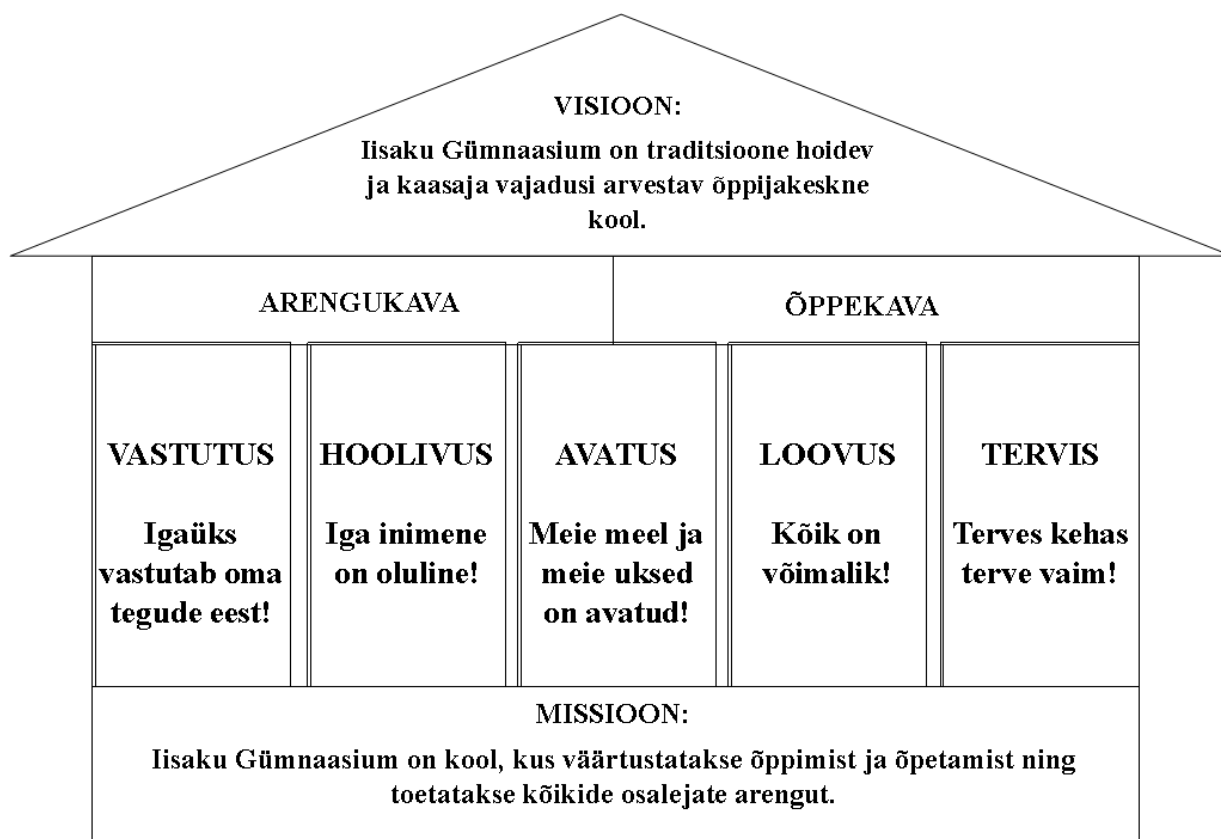 VISIOON:
Iisaku Gümnaasium on traditsioone hoidev
ja kaasaja vajadusi arvestav õppijakeskne
kool.
ARENGUKAVA
ÕPPEKAVA
VASTUTUS
Igaüks
vastutab oma
tegude eest!
HOOLIVUS
Iga inimene
on oluline!
AVATUS
Meie meel ja
meie uksed
on avatud!
LOOVUS
Kõik on
võimalik!
TERVIS
Terves kehas
terve vaim!
MISSIOON:
Iisaku Gümnaasium on kool, kus väärtustatakse õppimist ja õpetamist ning
toetatakse kõikide osalejate arengut.